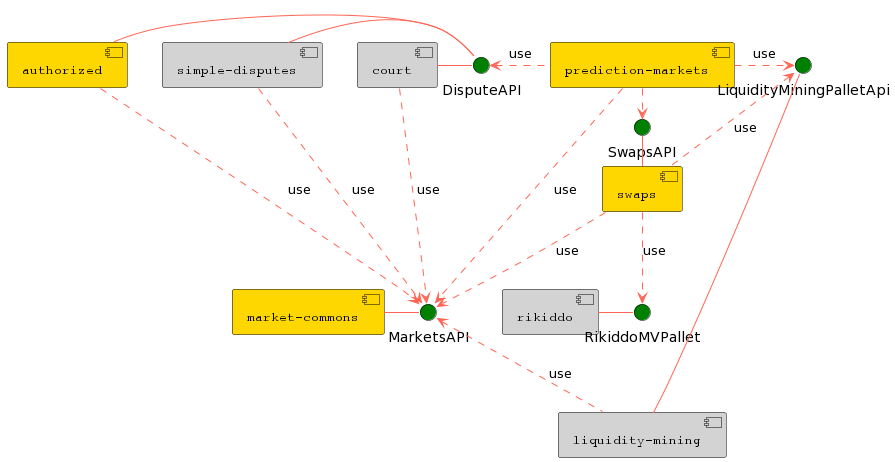 use
use
authorized
simple-disputes
court
prediction-markets
DisputeAPI
LiquidityMiningPalletApi
use
SwapsAPI
use
use
use
use
swaps
use
use
market-commons
rikiddo
MarketsAPI
RikiddoMVPallet
use
liquidity-mining